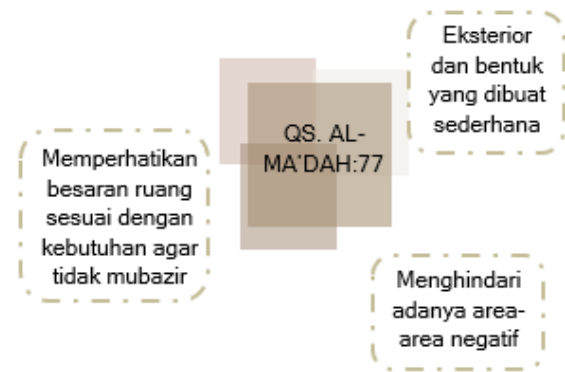 Eksterior
dan bentuk
yang dibuat
sederhana
QS. AL-
MA'DAH:77
Memperhatikan
besaran ruang
sesuai dengan
kebutuhan agar
tidak mubazir
Menghindari
adanya area-
area negatif